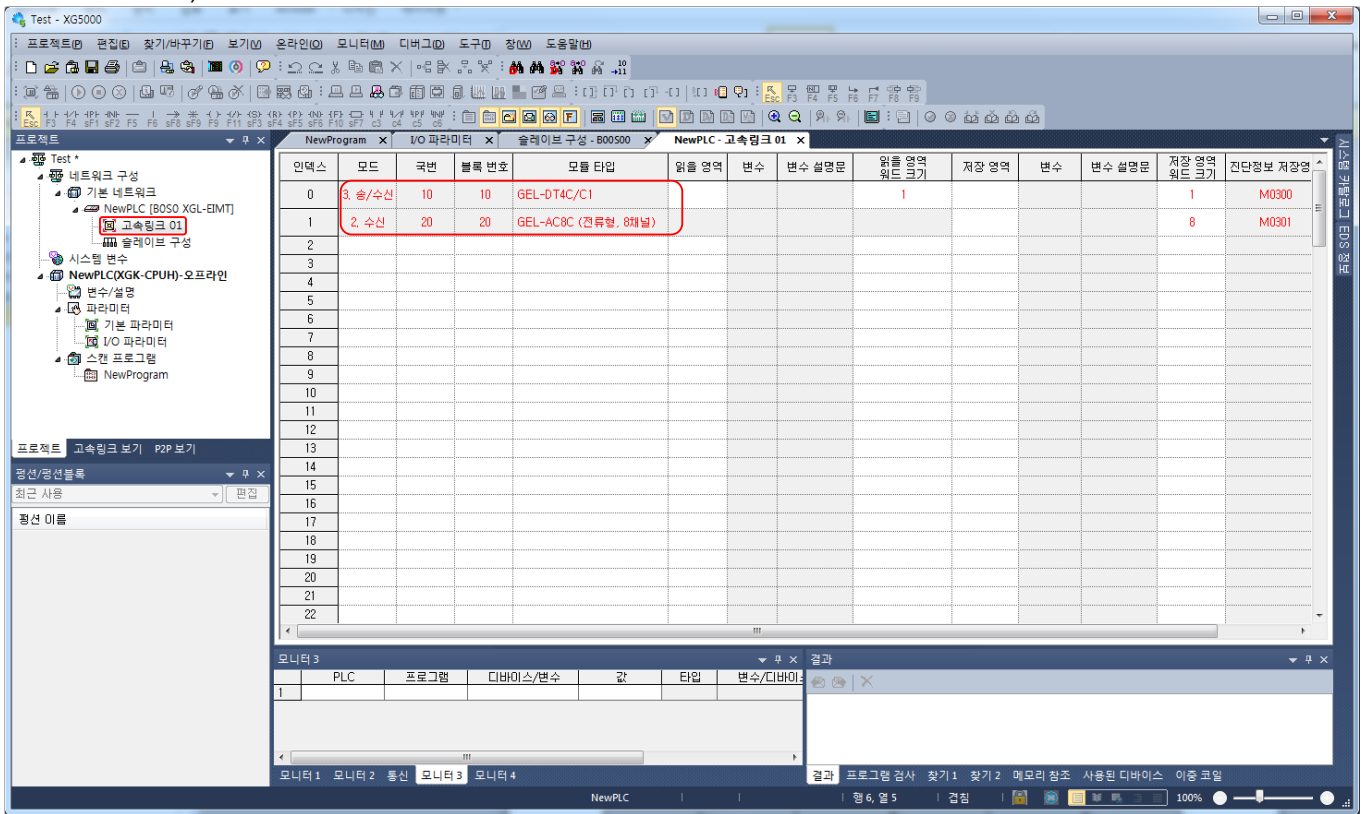 Test - XG5000
프로젝트(P) 편집(E) 찾기/바꾸기(F) 보기(V) 온라인(O) 모니터(M) 디버그(D) 도구(T) 창(W) 도움말(H)
프로젝트
NewProgram I/O 파라미터 슬레이브 구성 - B00S00 NewPLC - 고속링크 01
Test *
네트워크 구성
기본 네트워크
NewPLC [B0S0 XGL-EIMT]
고속링크 01
슬레이브 구성
시스템 변수
NewPLC(XGK-CPUH)-오프라인
변수/설명
파라미터
기본 파라미터
I/O 파라미터
스캔 프로그램
NewProgram
프로젝트 고속링크 보기 P2P 보기
펑션/펑션블록
최근 사용 편집
펑션 이름
인덱스 모드 국번 블록 번호 모듈 타입 읽을 영역 변수 변수 설명문 읽을 영역 워드 크기 저장 영역 변수 변수 설명문 저장 영역 워드 크기 진단정보 저장영
0 3. 송/수신 10 10 GEL-DT4C/C1 1 1 M0300
1 2. 수신 20 20 GEL-AC8C (전류형, 8채널) 8 M0301
2
3
4
5
6
7
8
9
10
11
12
13
14
15
16
17
18
19
20
21
22
시스템 카탈로그
EDS 정보
모니터 3
PLC 프로그램 디바이스/변수 값 타입 변수/디바이스
1
모니터 1 모니터 2 통신 모니터 3 모니터 4
결과
결과 프로그램 검사 찾기 1 찾기 2 메모리 참조 사용된 디바이스 이중 코일
NewPLC 행 6, 열 5 겹침 100%